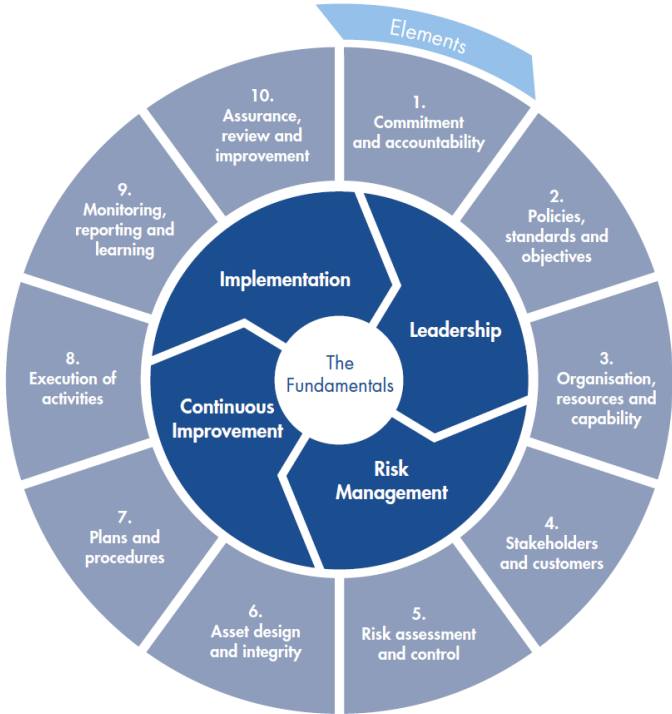 Elements
1.
Commitment
and accountability
2.
Policies,
standards and
objectives
3.
Organisation,
resources and
capability
4.
Stakeholders
and customers
5.
Risk assessment
and control
6.
Asset design
and integrity
7.
Plans and
procedures
8.
Execution of
activities
9.
Monitoring,
reporting and
learning
10.
Assurance,
review and
improvement
Leadership
Risk
Management
Continuous
Improvement
Implementation
The
Fundamentals